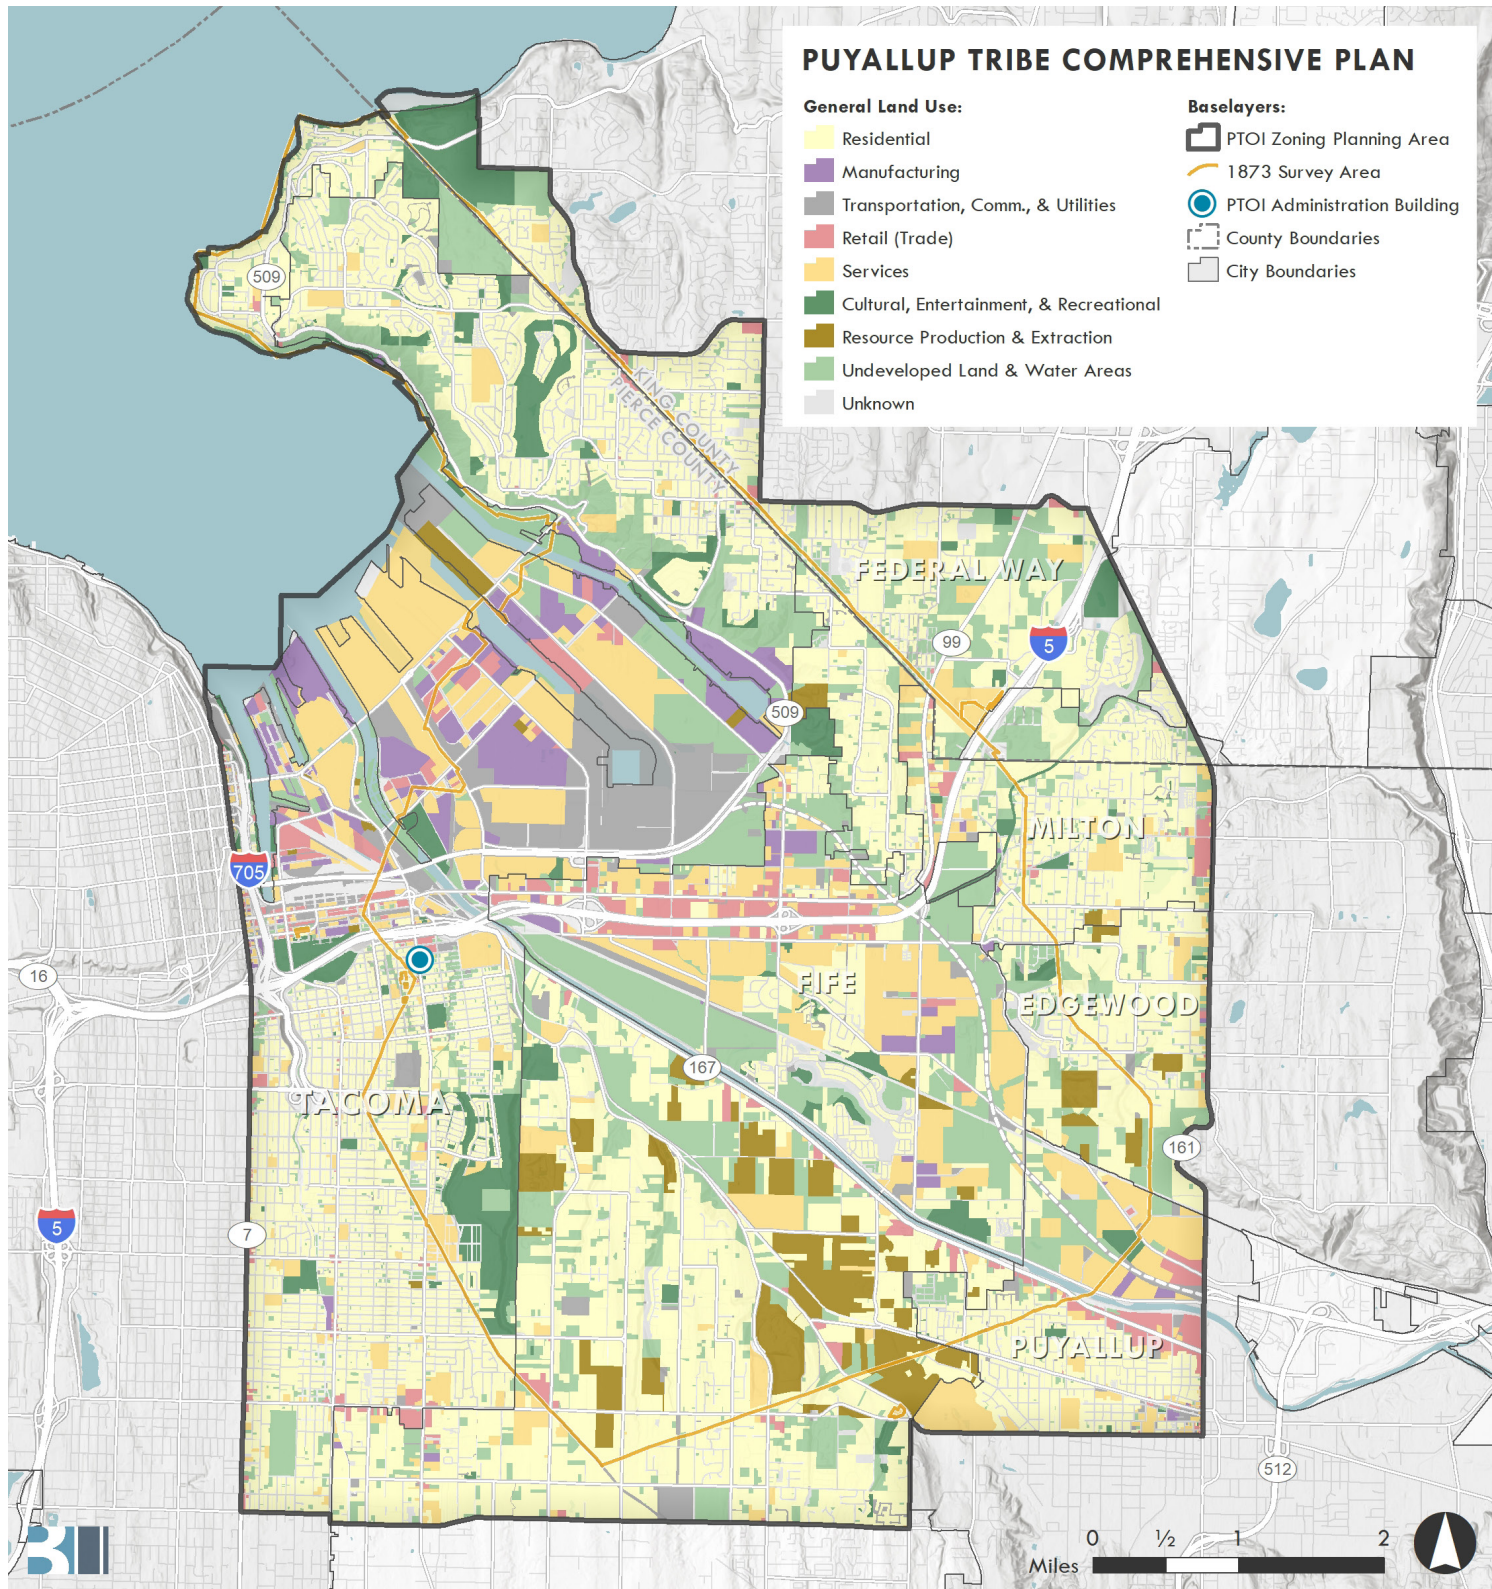 PUYALLUP TRIBE COMPREHENSIVE PLAN
General Land Use:
Residential
Manufacturing
Transportation, Comm., & Utilities
Retail (Trade)
Services
Cultural, Entertainment, & Recreational
Resource Production & Extraction
Undeveloped Land & Water Areas
Unknown
Baselayers:
PTOI Zoning Planning Area
1873 Survey Area
PTOI Administration Building
County Boundaries
City Boundaries
509
KING COUNTY
PIERCE COUNTY
FEDERAL WAY
99
5
509
MILTON
705
16
FIFE
EDGEWOOD
167
TACOMA
161
5
7
PUYALLUP
512
0 ½ 1 2
Miles